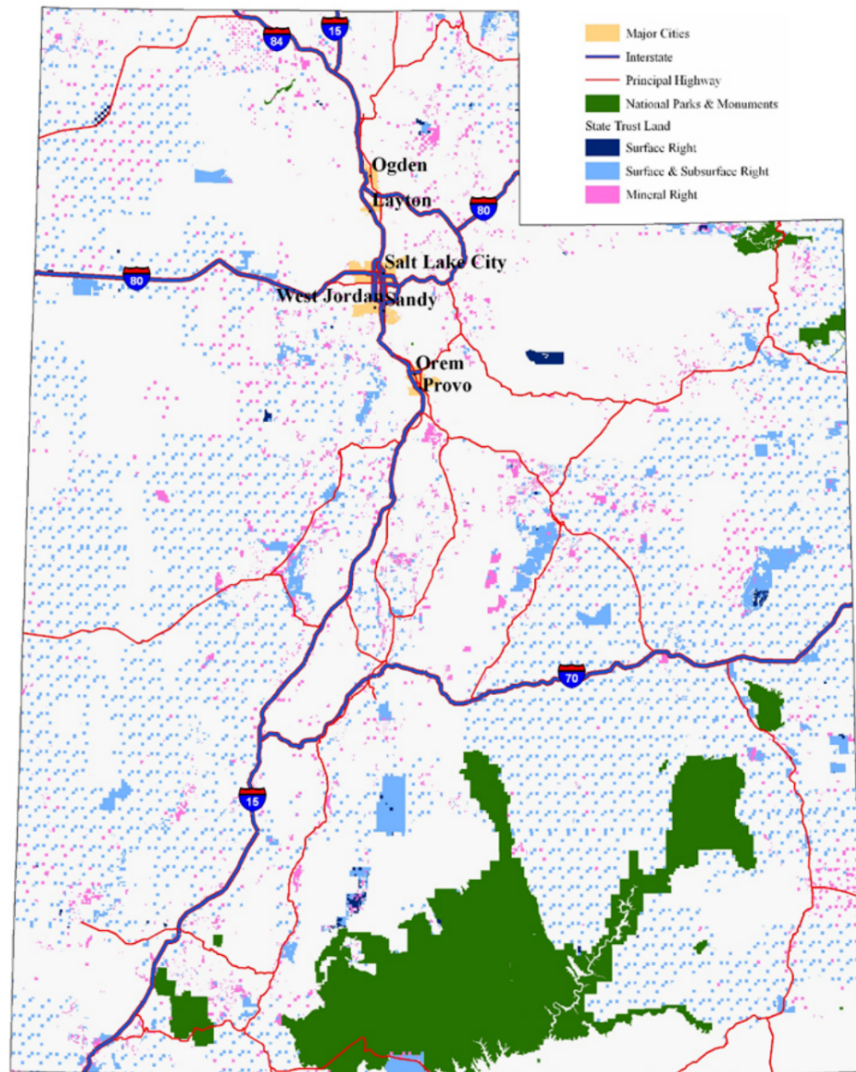 84
15
Major Cities
Interstate
Principal Highway
National Parks & Monuments
State Trust Land
Surface Right
Surface & Subsurface Right
Mineral Right
Ogden
Layton
80
Salt Lake City
80
West Jordan
Sandy
Orem
Provo
70
15